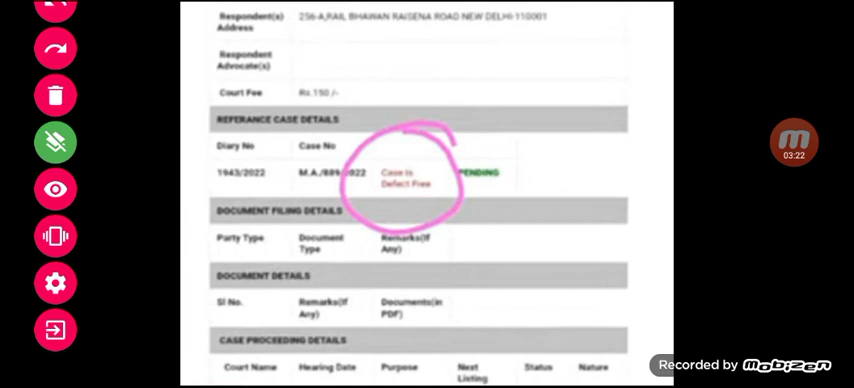 Respondent(s) Address 256-A,RAIL BHAWAN RAISENA ROAD NEW DELHI-110001
Respondent Advocate(s)
Court Fee Rs.150 /-
REFERANCE CASE DETAILS
Diary No Case No
1943/2022 M.A./889/2022 Case is Defect Free PENDING
DOCUMENT FILING DETAILS
Party Type Document Type Remarks(If Any)
DOCUMENT DETAILS
Sl No. Remarks(If Any) Documents(in PDF)
CASE PROCEEDING DETAILS
Court Name Hearing Date Purpose Next Listing Status Nature
03:22
Recorded by mobizen